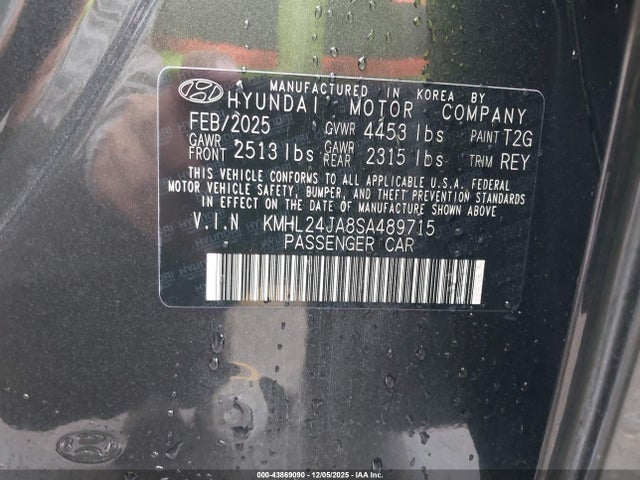 MANUFACTURED IN KOREA BY
HYUNDAI MOTOR COMPANY
FEB/2025 GVWR 4453 lbs PAINT T2G
GAWR FRONT 2513 lbs GAWR REAR 2315 lbs TRIM REY
THIS VEHICLE CONFORMS TO ALL APPLICABLE U.S.A. FEDERAL
MOTOR VEHICLE SAFETY, BUMPER, AND THEFT PREVENTION STANDARDS
IN EFFECT ON THE DATE OF MANUFACTURE SHOWN ABOVE.
V.I.N KMHL24JA8SA489715
PASSENGER CAR
000-43869090 - 12/05/2025 - IAAI.COM